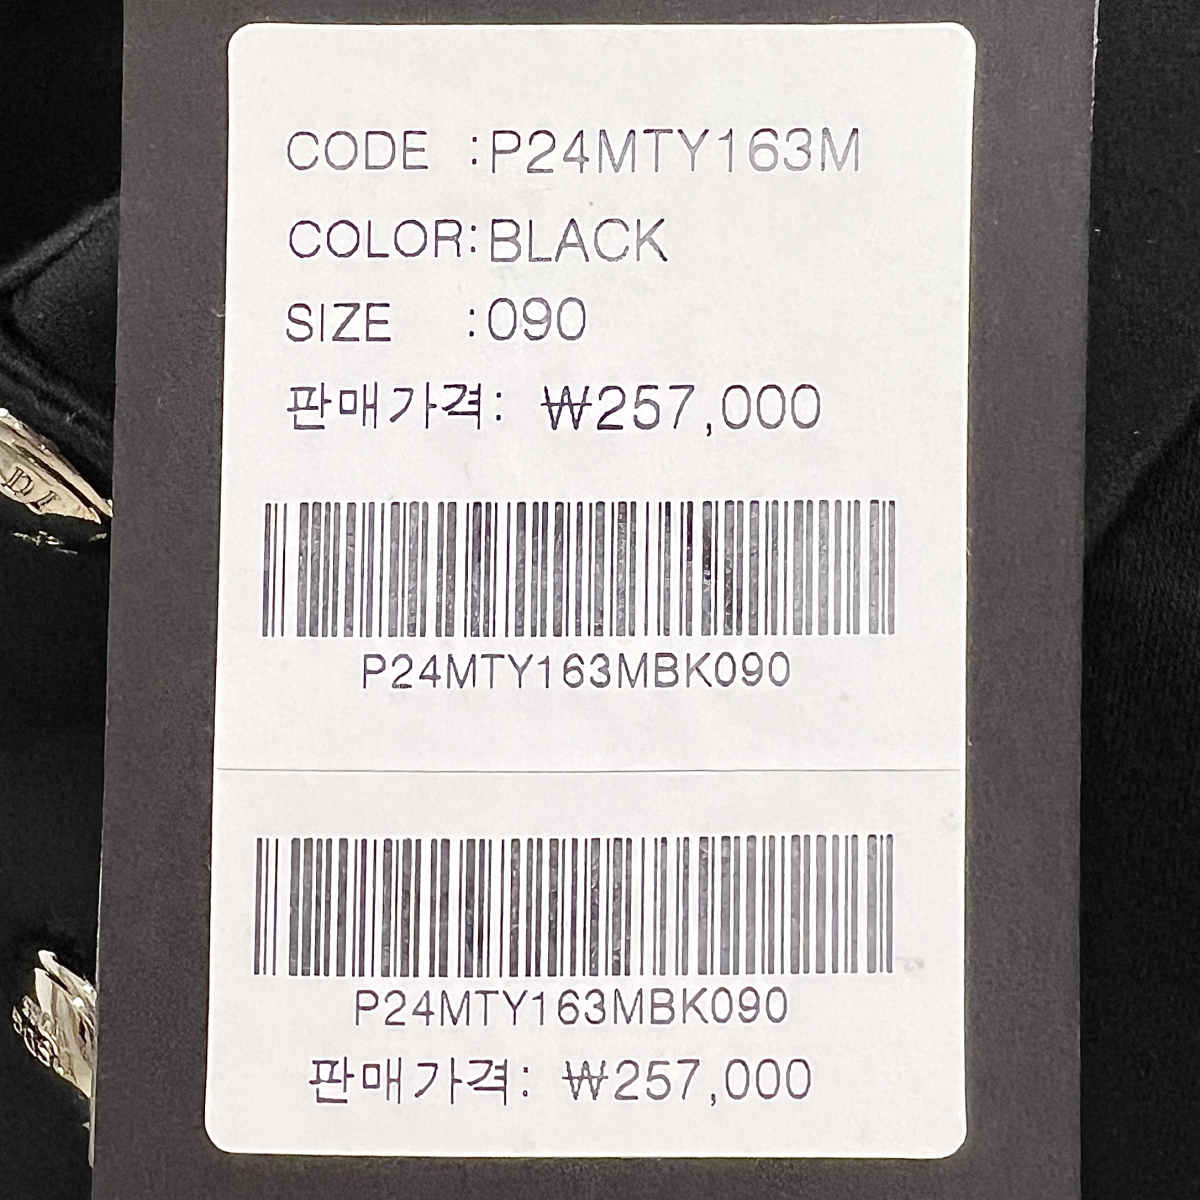 CODE :P24MTY163M
COLOR:BLACK
SIZE :090
판매가격: ₩257,000
P24MTY163MBK090
P24MTY163MBK090
판매가격: ₩257,000